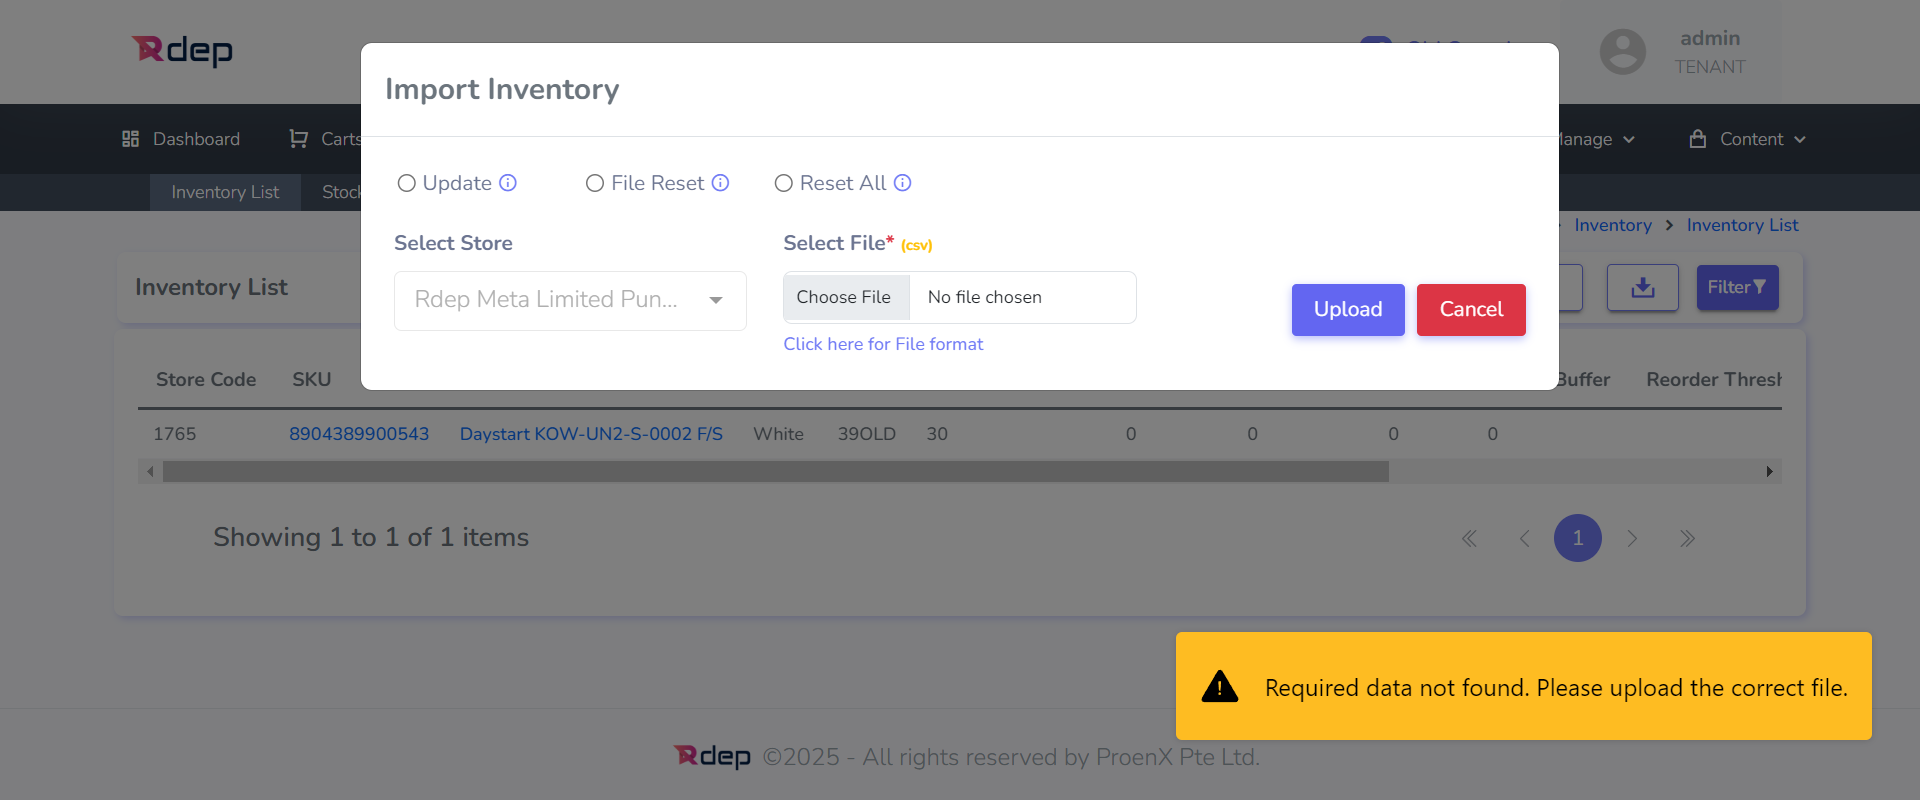 Rdep
admin
TENANT
Import Inventory
Dashboard
Carts
Manage
Content
Update
File Reset
Reset All
Inventory List
Stock
Inventory > Inventory List
Select Store
Select File* (csv)
Inventory List
Rdep Meta Limited Pun...
Choose File
No file chosen
Upload
Cancel
Filter
Click here for File format
Store Code
SKU
Buffer
Reorder Thresh
1765
8904389900543
Daystart KOW-UN2-S-0002 F/S
White
39OLD
30
0
0
0
0
Showing 1 to 1 of 1 items
1
Required data not found. Please upload the correct file.
Rdep ©2025 - All rights reserved by ProenX Pte Ltd.